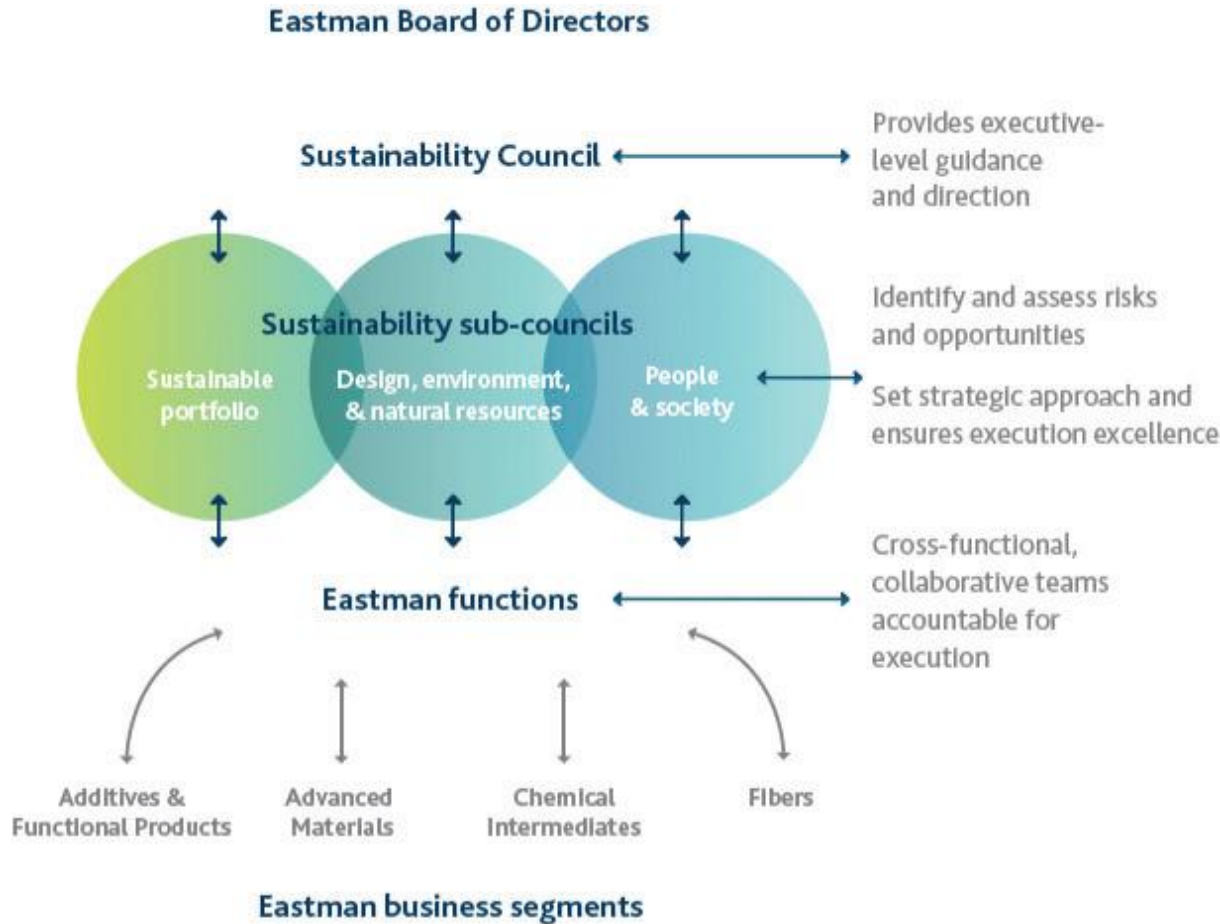 Eastman Board of Directors
Sustainability Council
Provides executive-
level guidance
and direction
Sustainability sub-councils
Sustainable
portfolio
Design, environment,
& natural resources
People
& society
Identify and assess risks
and opportunities
Set strategic approach and
ensures execution excellence
Eastman functions
Cross-functional,
collaborative teams
accountable for
execution
Additives &
Functional Products
Advanced
Materials
Chemical
Intermediates
Fibers
Eastman business segments